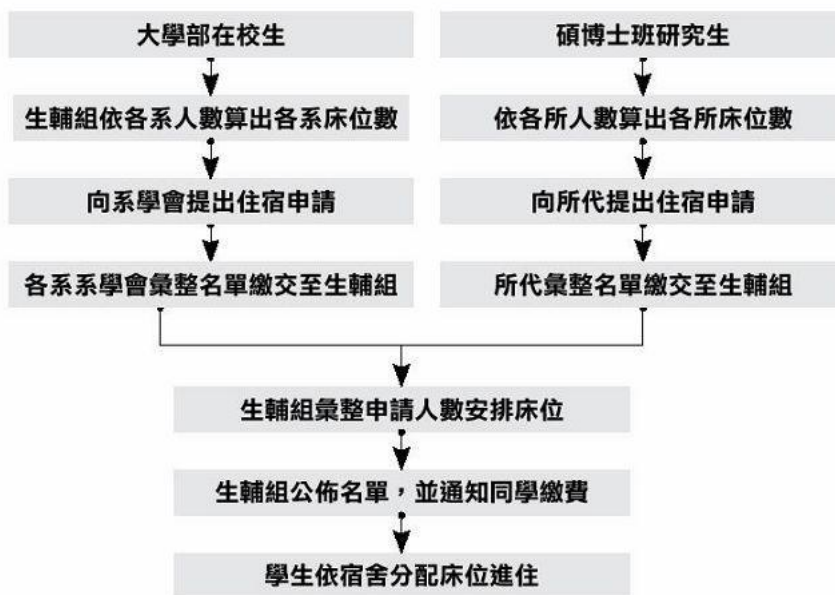 大學部在校生
碩博士班研究生
生輔組依各系人數算出各系床位數
依各所人數算出各所床位數
向系學會提出住宿申請
向所代提出住宿申請
各系系學會彙整名單繳交至生輔組
所代彙整名單繳交至生輔組
生輔組彙整申請人數安排床位
生輔組公佈名單，並通知同學繳費
學生依宿舍分配床位進住